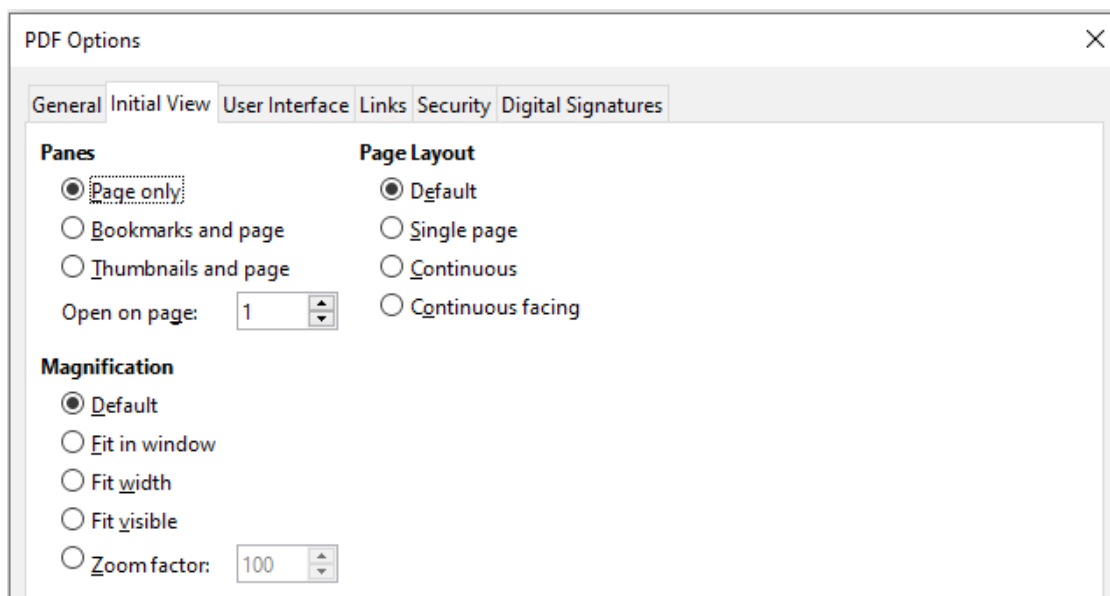 PDF Options
General Initial View User Interface Links Security Digital Signatures
Panes
Page only
Bookmarks and page
Thumbnails and page
Open on page: 1
Page Layout
Default
Single page
Continuous
Continuous facing
Magnification
Default
Fit in window
Fit width
Fit visible
Zoom factor: 100